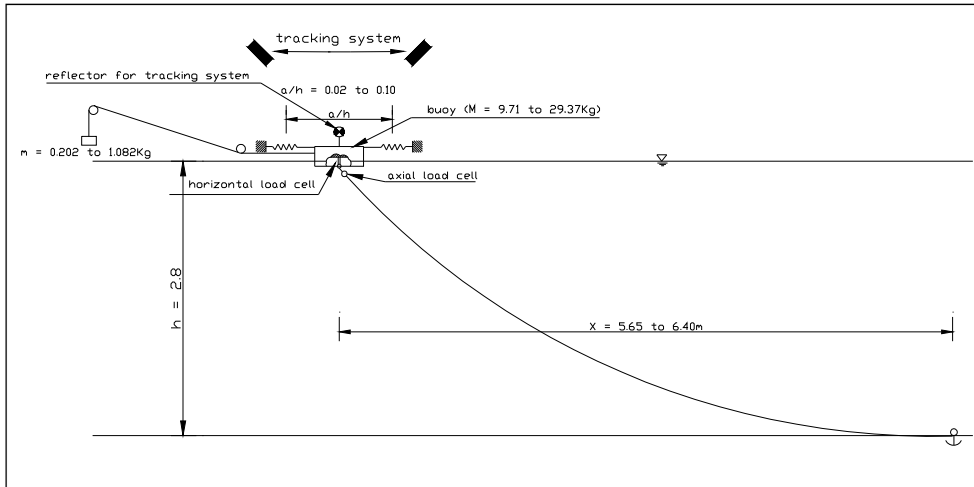 tracking system
reflector for tracking system
a/h = 0.02 to 0.10
a/h
buoy (M = 9.71 to 29.37Kg)
m = 0.202 to 1.082Kg
horizontal load cell
axial load cell
h = 2.8
X = 5.65 to 6.40m